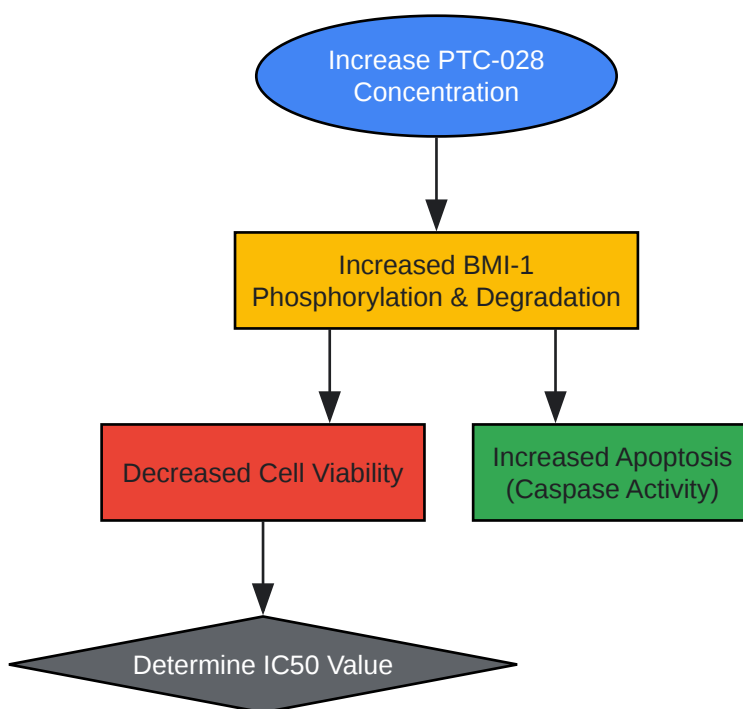 Increase PTC-028
Concentration
Increased BMI-1
Phosphorylation & Degradation
Decreased Cell Viability
Increased Apoptosis
(Caspase Activity)
Determine IC50 Value